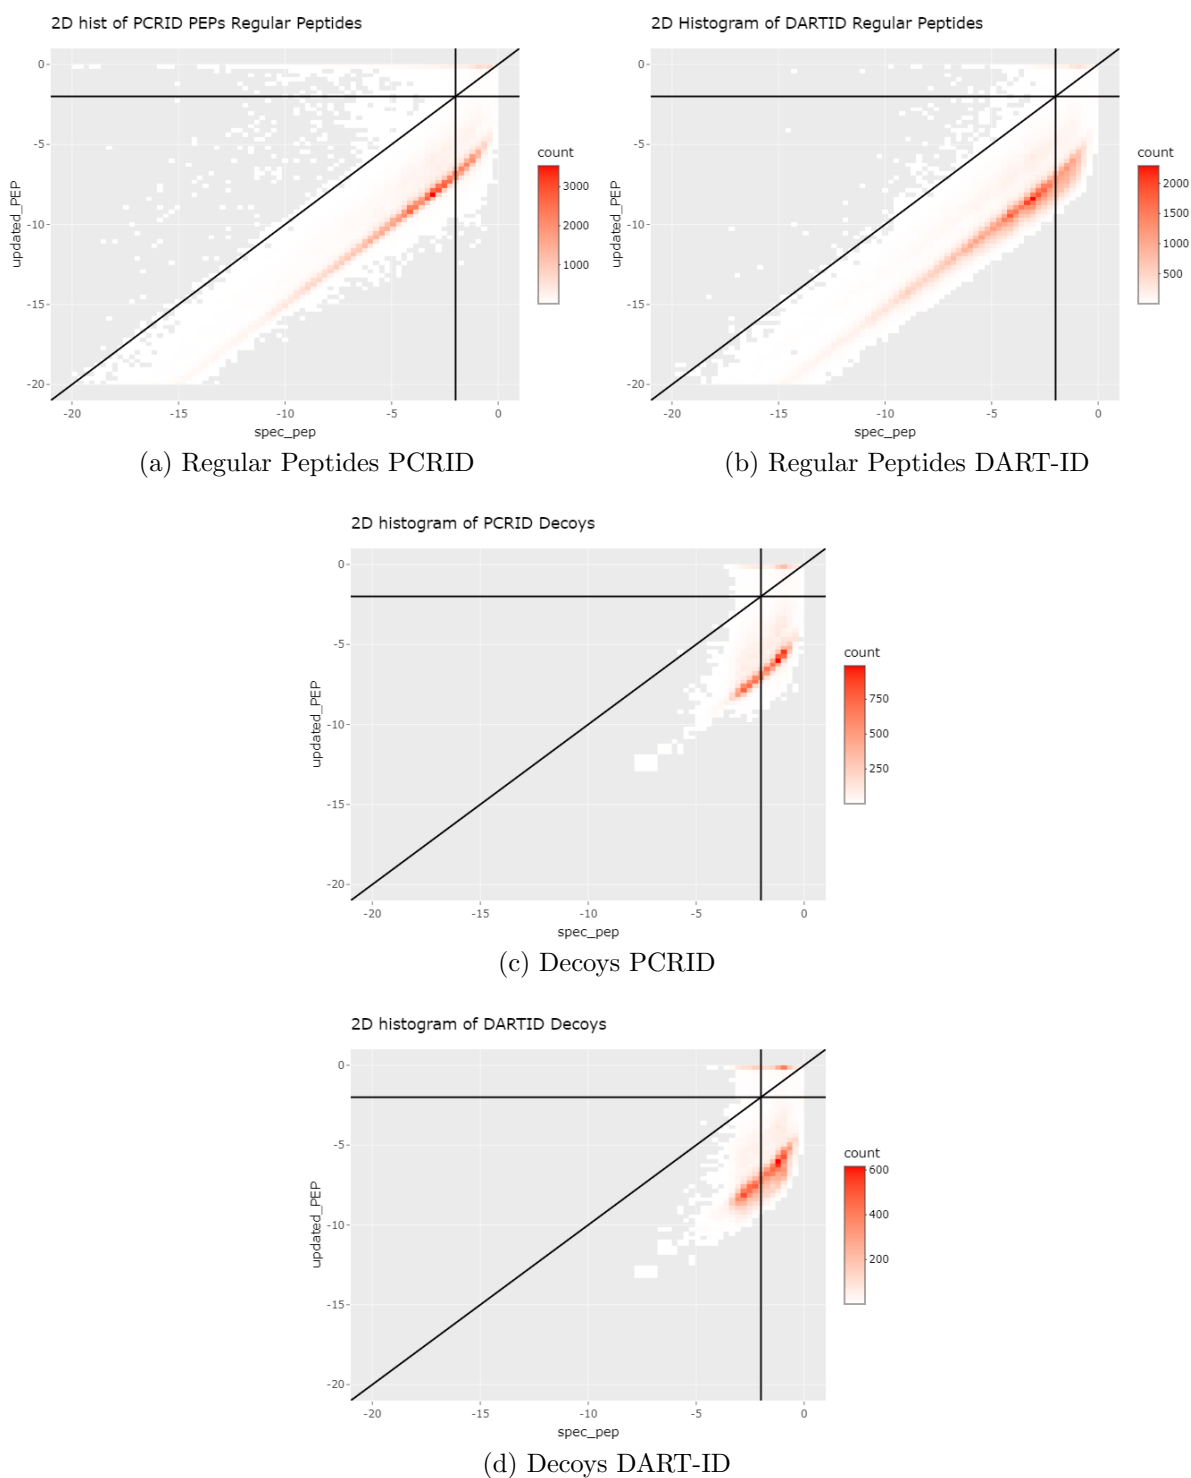 2D hist of PCRID PEPs Regular Peptides
0
-5
-10
-15
-20
updated_PEP
-20 -15 -10 -5 0
spec_pep
count
3000
2000
1000
(a) Regular Peptides PCRID
2D Histogram of DARTID Regular Peptides
0
-5
-10
-15
-20
updated_PEP
-20 -15 -10 -5 0
spec_pep
count
2000
1500
1000
500
(b) Regular Peptides DART-ID
2D histogram of PCRID Decoys
0
-5
-10
-15
-20
updated_PEP
-20 -15 -10 -5 0
spec_pep
count
750
500
250
(c) Decoys PCRID
2D histogram of DARTID Decoys
0
-5
-10
-15
-20
updated_PEP
-20 -15 -10 -5 0
spec_pep
count
600
400
200
(d) Decoys DART-ID